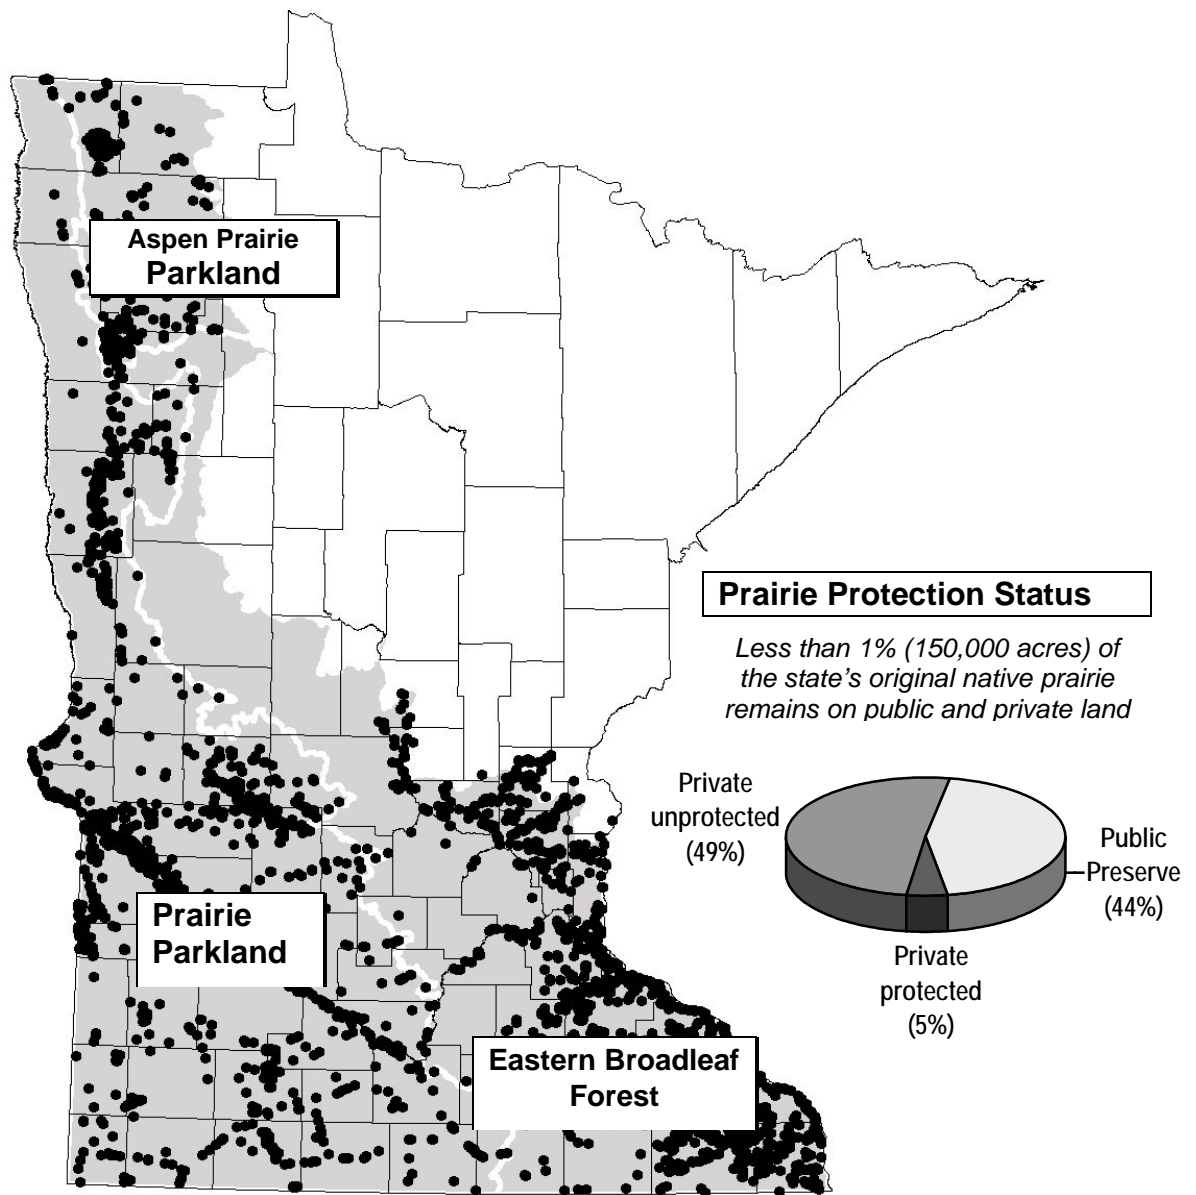 Aspen Prairie
Parkland
Prairie Protection Status
Less than 1% (150,000 acres) of
the state's original native prairie
remains on public and private land
Private
unprotected
(49%)
Public
Preserve
(44%)
Private
protected
(5%)
Prairie
Parkland
Eastern Broadleaf
Forest